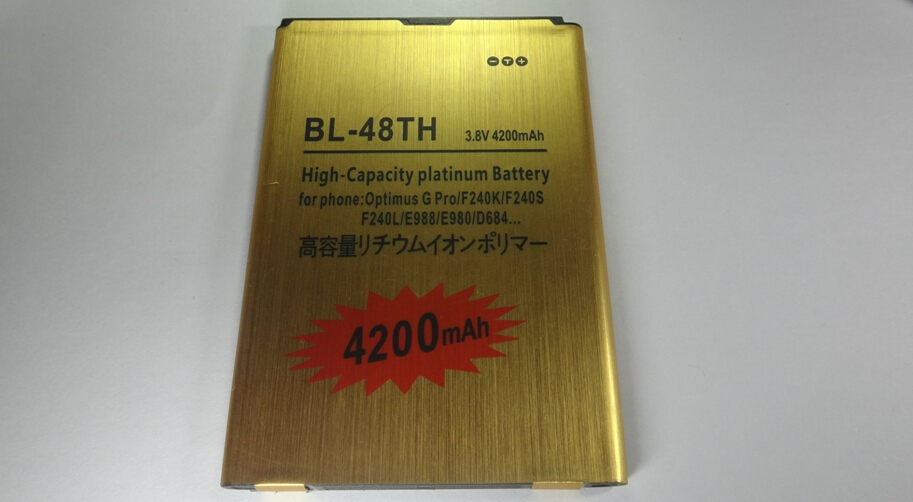 − T +
BL-48TH 3.8V 4200mAh
High-Capacity platinum Battery
for phone:Optimus G Pro/F240K/F240S
F240L/E988/E980/D684...
高容量リチウムイオンポリマー
4200mAh